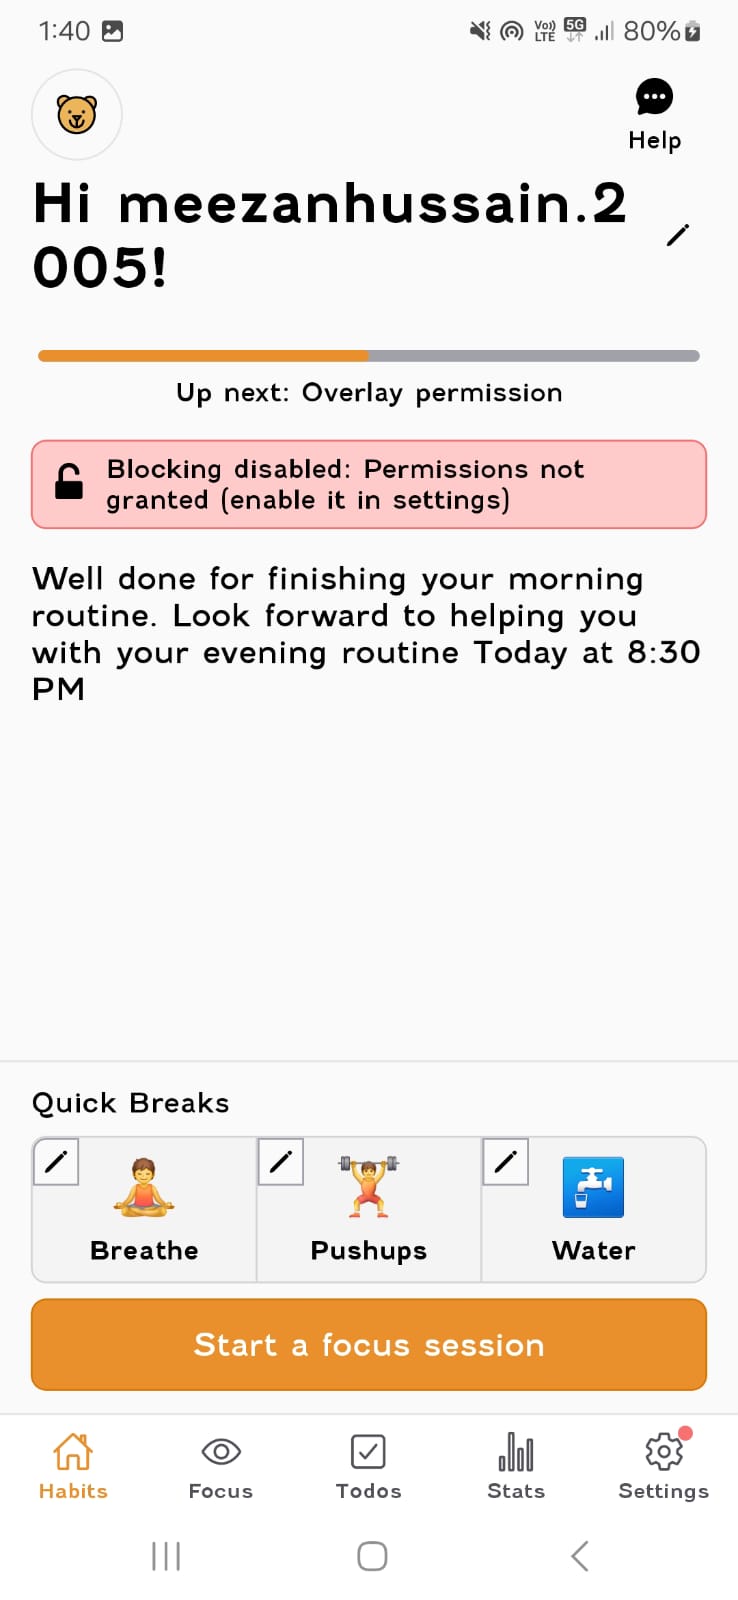 1:40
Vo)) LTE 5G 80%
Help
Hi meezanhussain.2
005!
Up next: Overlay permission
Blocking disabled: Permissions not
granted (enable it in settings)
Well done for finishing your morning
routine. Look forward to helping you
with your evening routine Today at 8:30
PM
Quick Breaks
Breathe Pushups Water
Start a focus session
Habits Focus Todos Stats Settings